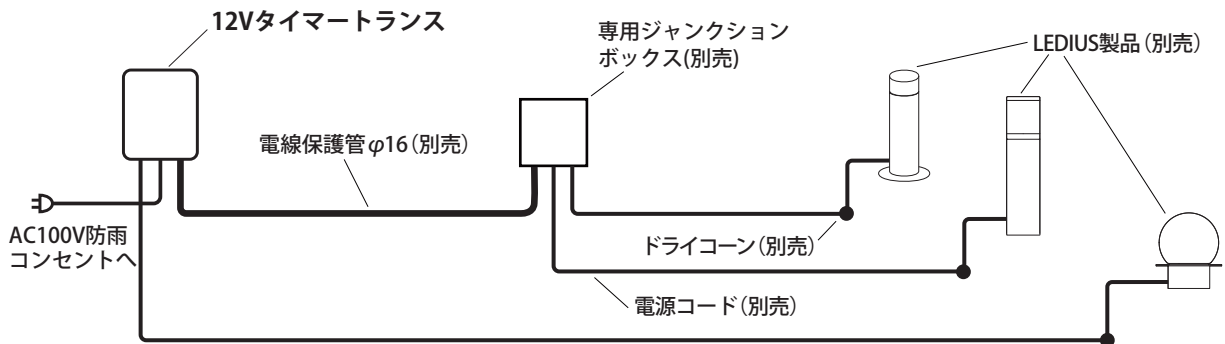 12Vタイマートランス
専用ジャンクション
ボックス(別売)
LEDIUS製品(別売)
電線保護管φ16(別売)
AC100V防雨
コンセントへ
ドライコーン(別売)
電源コード(別売)